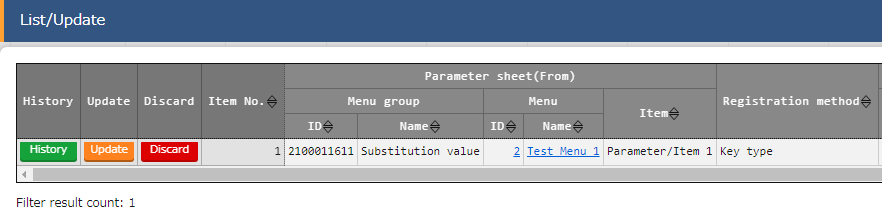 List/Update
Parameter sheet(From)
History Update Discard Item No. Menu group Menu Item Registration method
ID Name ID Name
History Update Discard 1 2100011611 Substitution value 2 Test Menu 1 Parameter/Item 1 Key type
Filter result count: 1